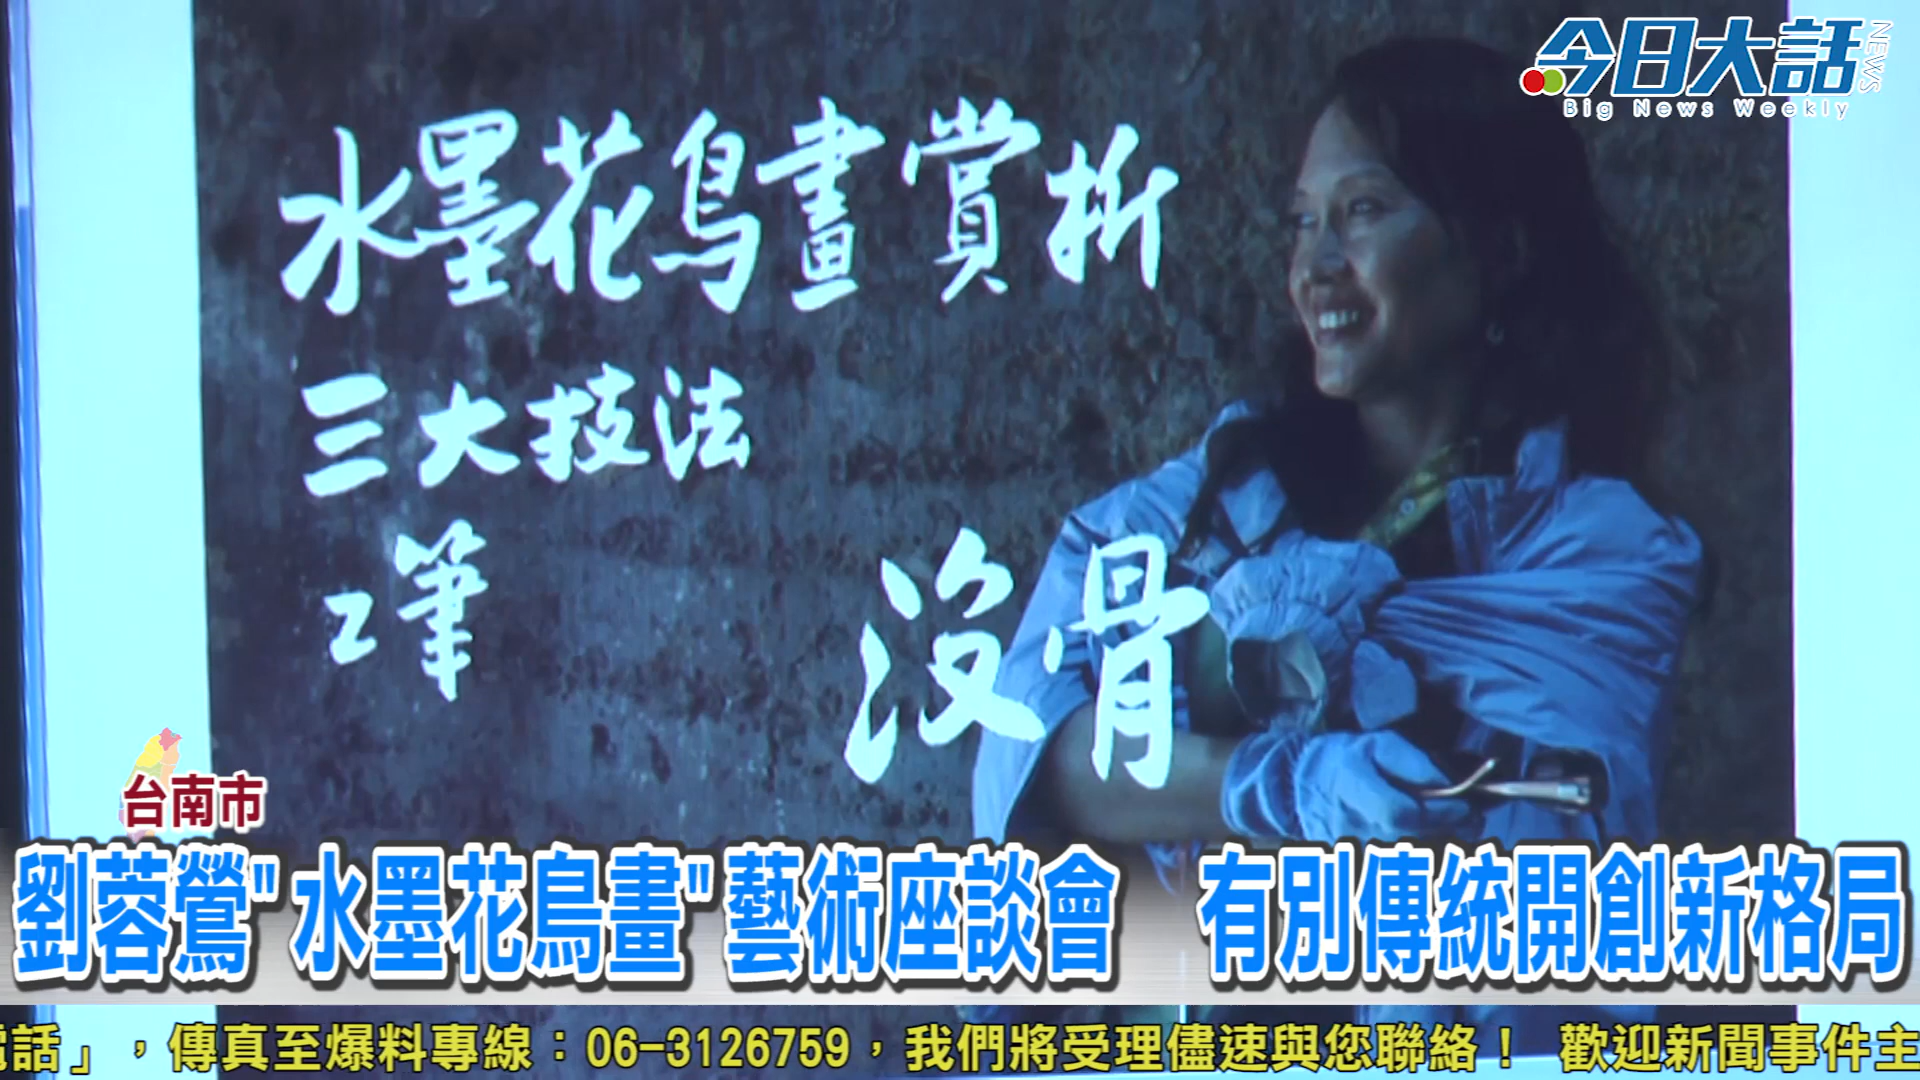 今日大話
NEWS
Big News Weekly
水墨花鳥畫賞析
三大技法
工筆
沒骨
台南市
劉蓉鶯"水墨花鳥畫"藝術座談會 有別傳統開創新格局
電話」，傳真至爆料專線：06-3126759，我們將受理儘速與您聯絡！ 歡迎新聞事件主